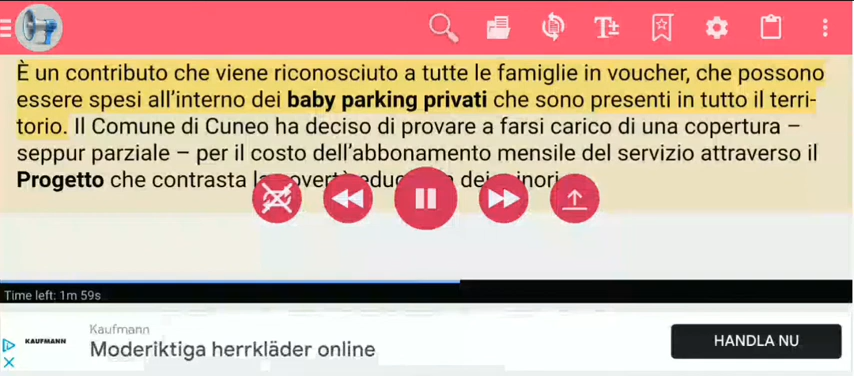 È un contributo che viene riconosciuto a tutte le famiglie in voucher, che possono
essere spesi all'interno dei baby parking privati che sono presenti in tutto il terri-
torio. Il Comune di Cuneo ha deciso di provare a farsi carico di una copertura –
seppur parziale – per il costo dell'abbonamento mensile del servizio attraverso il
Progetto che contrasta dei
Time left: 1m 59s
KAUFMANN
Kaufmann
Moderiktiga herrkläder online
HANDLA NU